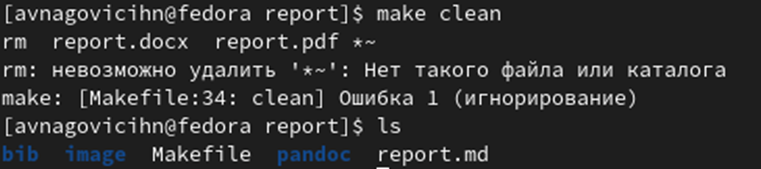 [avnagovicihn@fedora report]$ make clean
rm  report.docx  report.pdf *~
rm: невозможно удалить '*~': Нет такого файла или каталога
make: [Makefile:34: clean] Ошибка 1 (игнорирование)
[avnagovicihn@fedora report]$ ls
bib  image  Makefile  pandoc  report.md